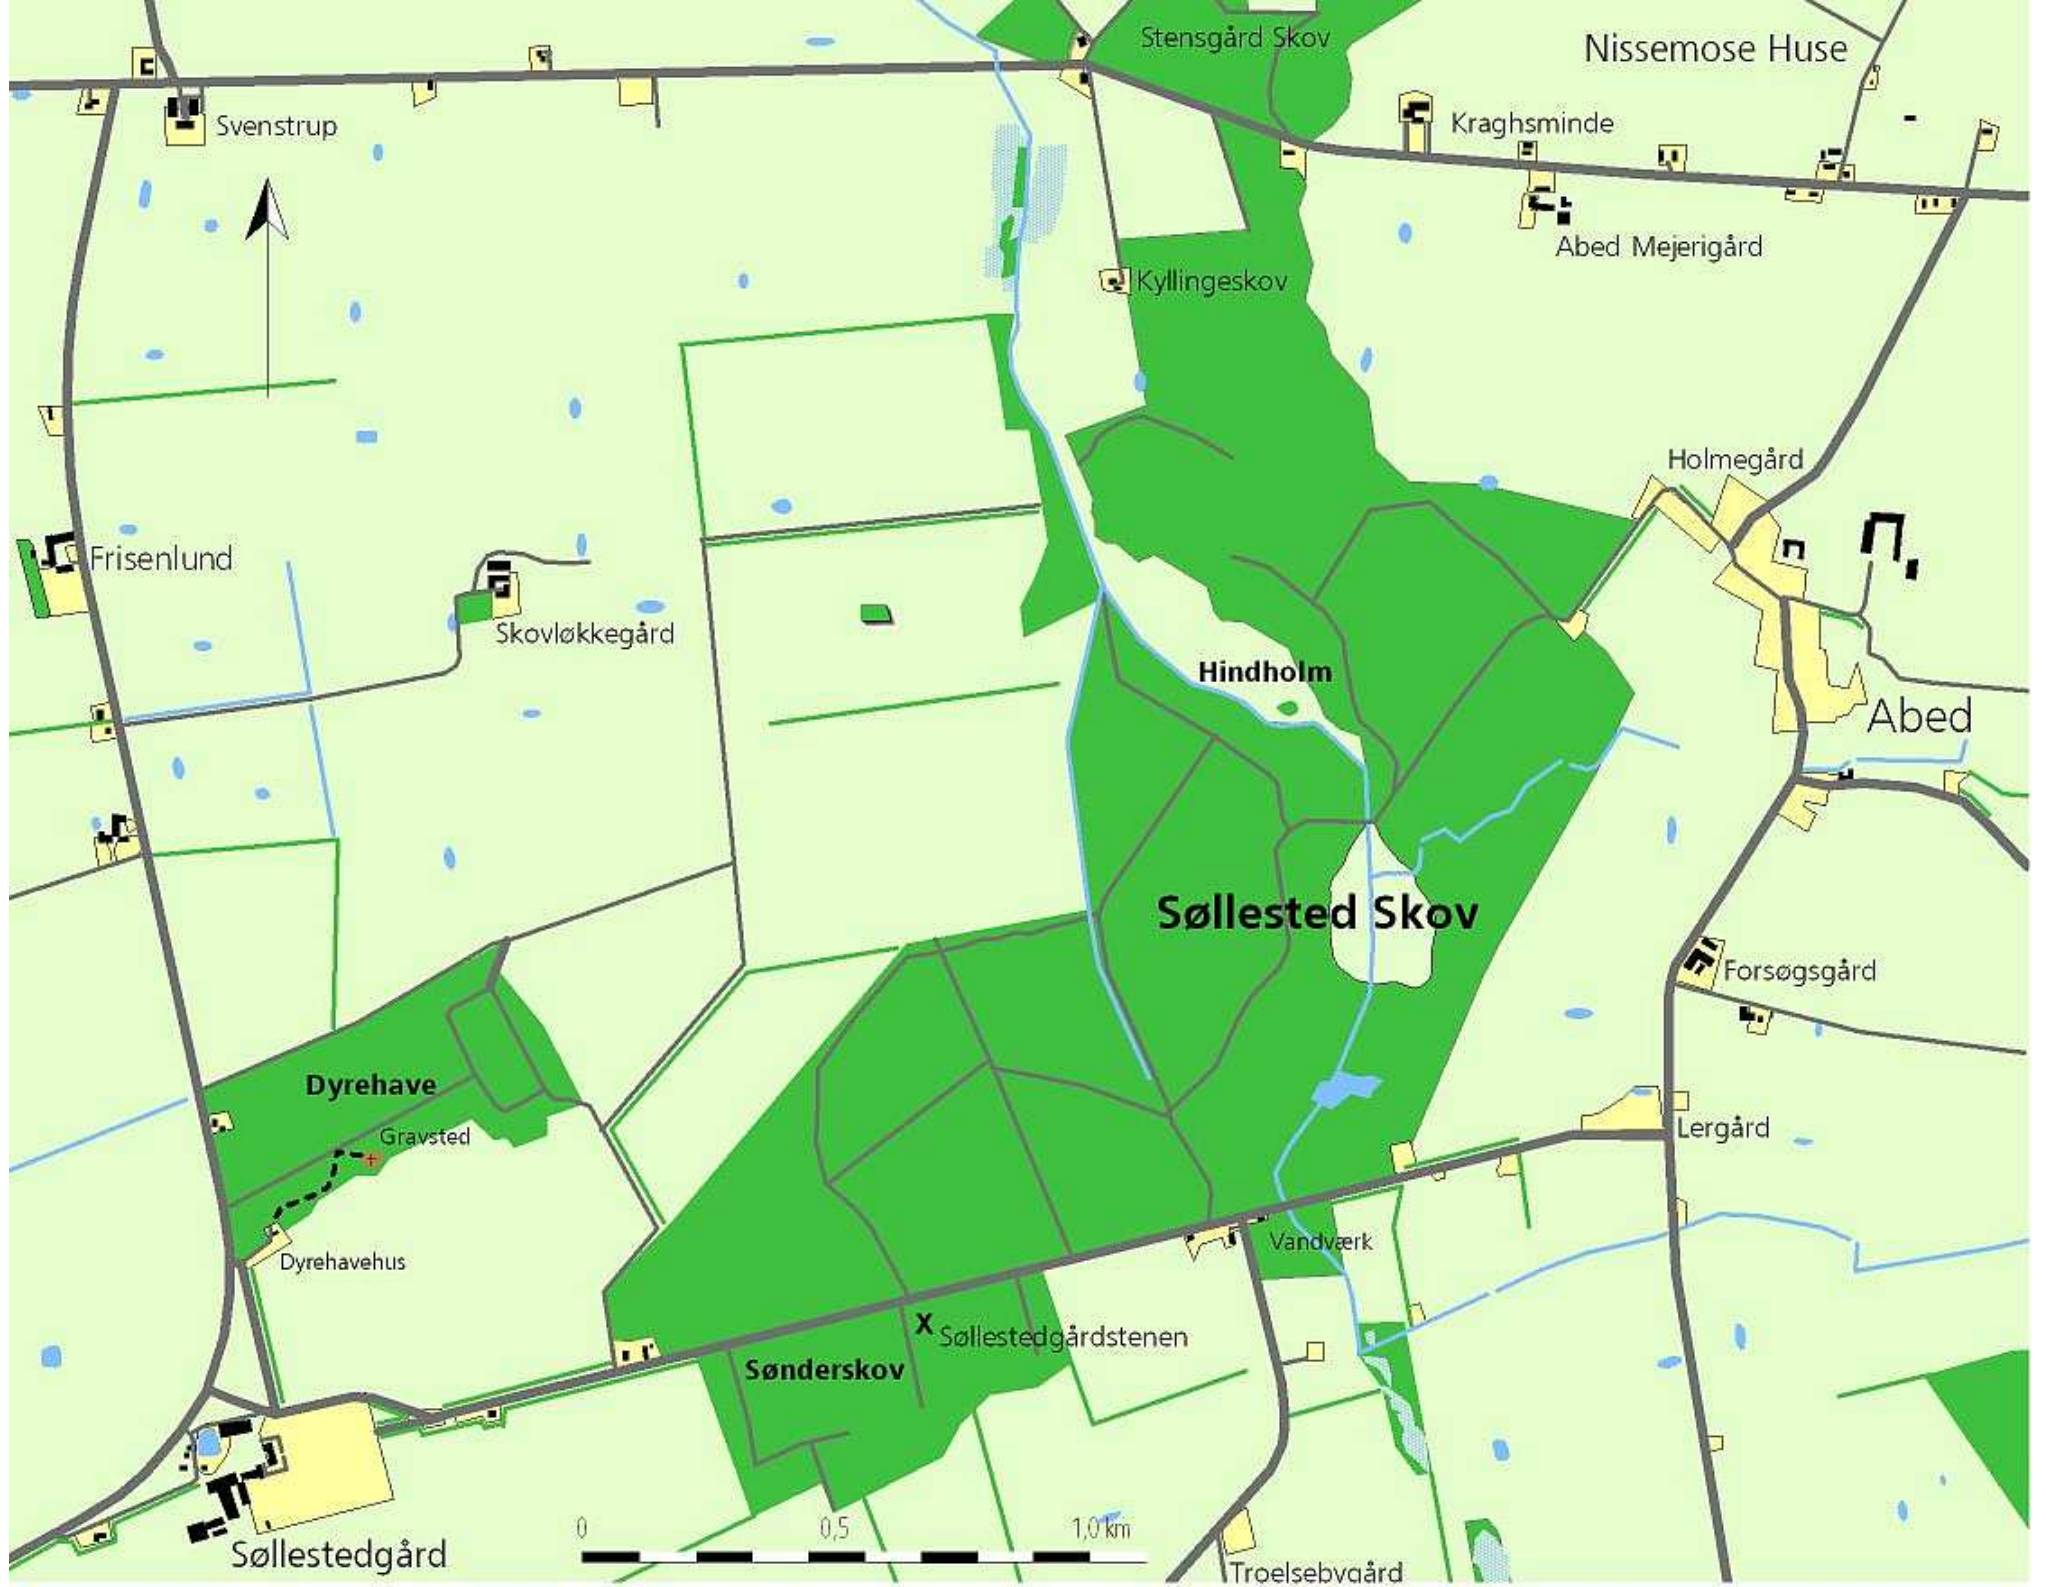 Stensgård Skov
Nissemose Huse
Svenstrup
Kraghsminde
Abed Mejerigård
Kyllingeskov
Holmegård
Frisenlund
Skovløkkegård
Hindholm
Abed
Søllested Skov
Forsøgsgård
Dyrehave
Gravsted
Lergård
Dyrehavehus
Vandværk
X Søllestedgårdstenen
Sønderskov
0 0,5 1,0 km
Søllestedgård
Troelsebygård